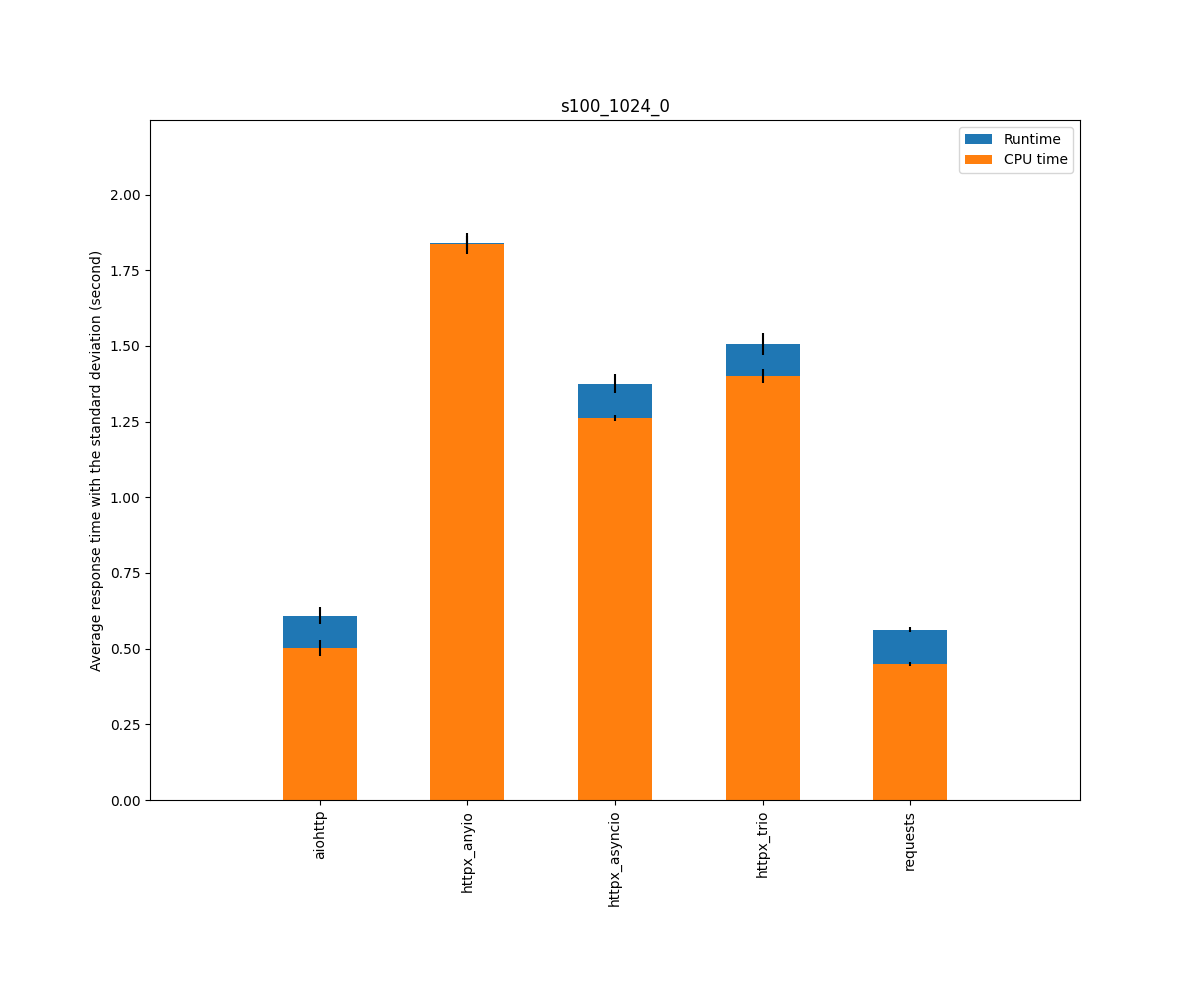 s100_1024_0
Runtime
CPU time
Average response time with the standard deviation (second)
2.00
1.75
1.50
1.25
1.00
0.75
0.50
0.25
0.00
aiohttp
httpx_anyio
httpx_asyncio
httpx_trio
requests